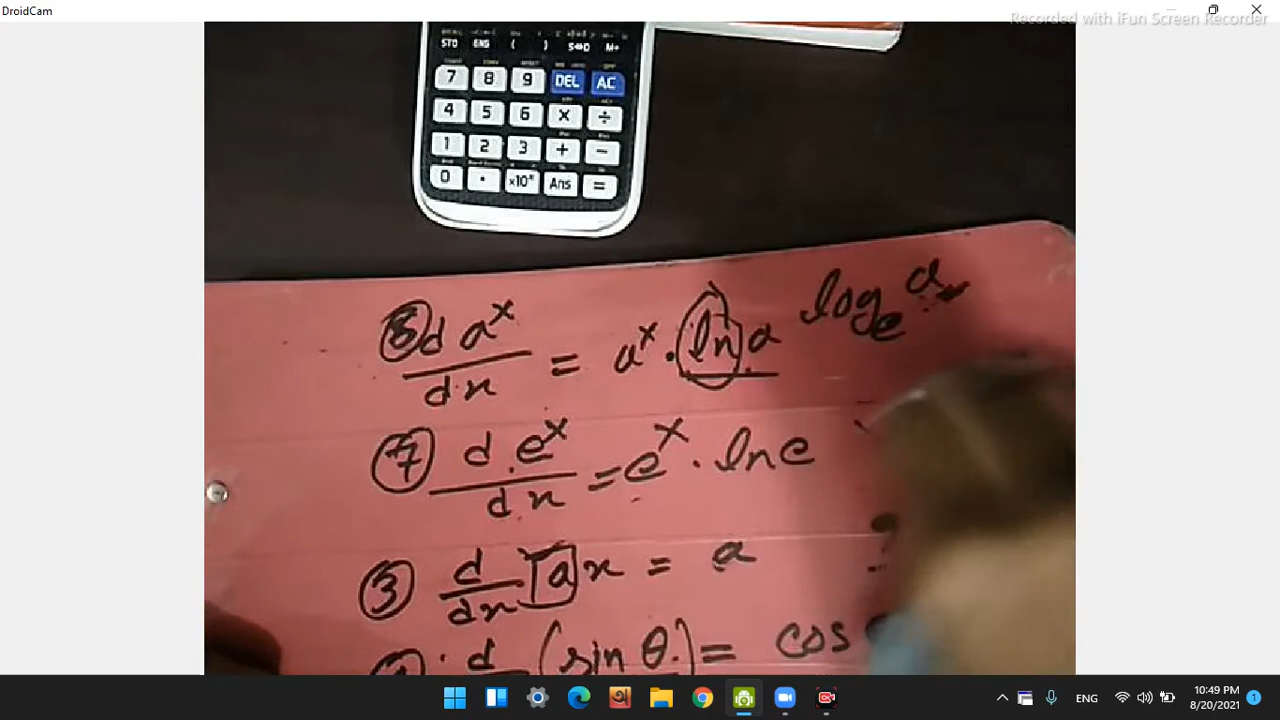 DroidCam
Recorded with iFun Screen Recorder
STO ENG ( ) S⇔D M+
7 8 9 DEL AC
4 5 6 × ÷
1 2 3 + −
0 . ×10ˣ Ans =
d aˣ / dx = aˣ . ln a logₑ a
⑦ d eˣ / dx = eˣ . ln e
③ d/dx a x = a
d (sin θ) = cos
ENG
10:49 PM
8/20/2021